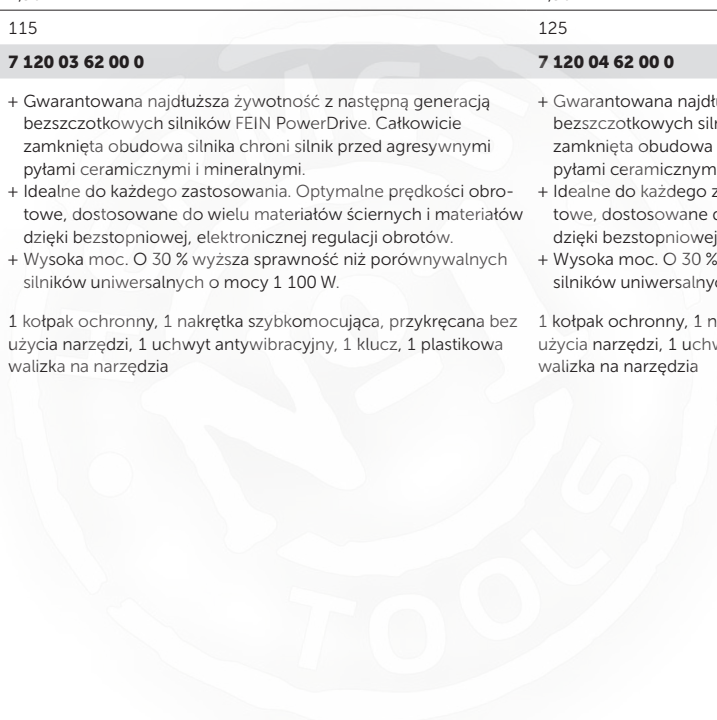 115
7 120 03 62 00 0
+ Gwarantowana najdłuższa żywotność z następną generacją
bezszczotkowych silników FEIN PowerDrive. Całkowicie
zamknięta obudowa silnika chroni silnik przed agresywnymi
pyłami ceramicznymi i mineralnymi.
+ Idealne do każdego zastosowania. Optymalne prędkości obro-
towe, dostosowane do wielu materiałów ściernych i materiałów
dzięki bezstopniowej, elektronicznej regulacji obrotów.
+ Wysoka moc. O 30 % wyższa sprawność niż porównywalnych
silników uniwersalnych o mocy 1 100 W.
1 kołpak ochronny, 1 nakrętka szybkomocująca, przykręcana bez
użycia narzędzi, 1 uchwyt antywibracyjny, 1 klucz, 1 plastikowa
walizka na narzędzia
125
7 120 04 62 00 0
+ Gwarantowana
bezszczotkowych
zamknięta obudowa
pyłami
+ Idealne do każdego
towe, dostosowane
dzięki bezstopniowej
+ Wysoka moc. O 30 %
silników
1 kołpak ochronny, 1
użycia narzędzi, 1
walizka na narzędzia
No1
TOOLS